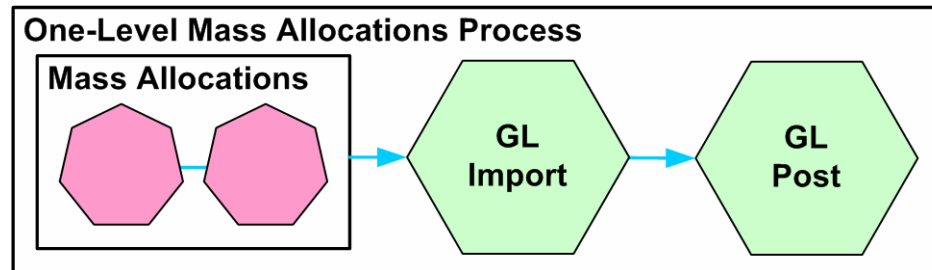 One-Level Mass Allocations Process
Mass Allocations
GL
Import
GL
Post